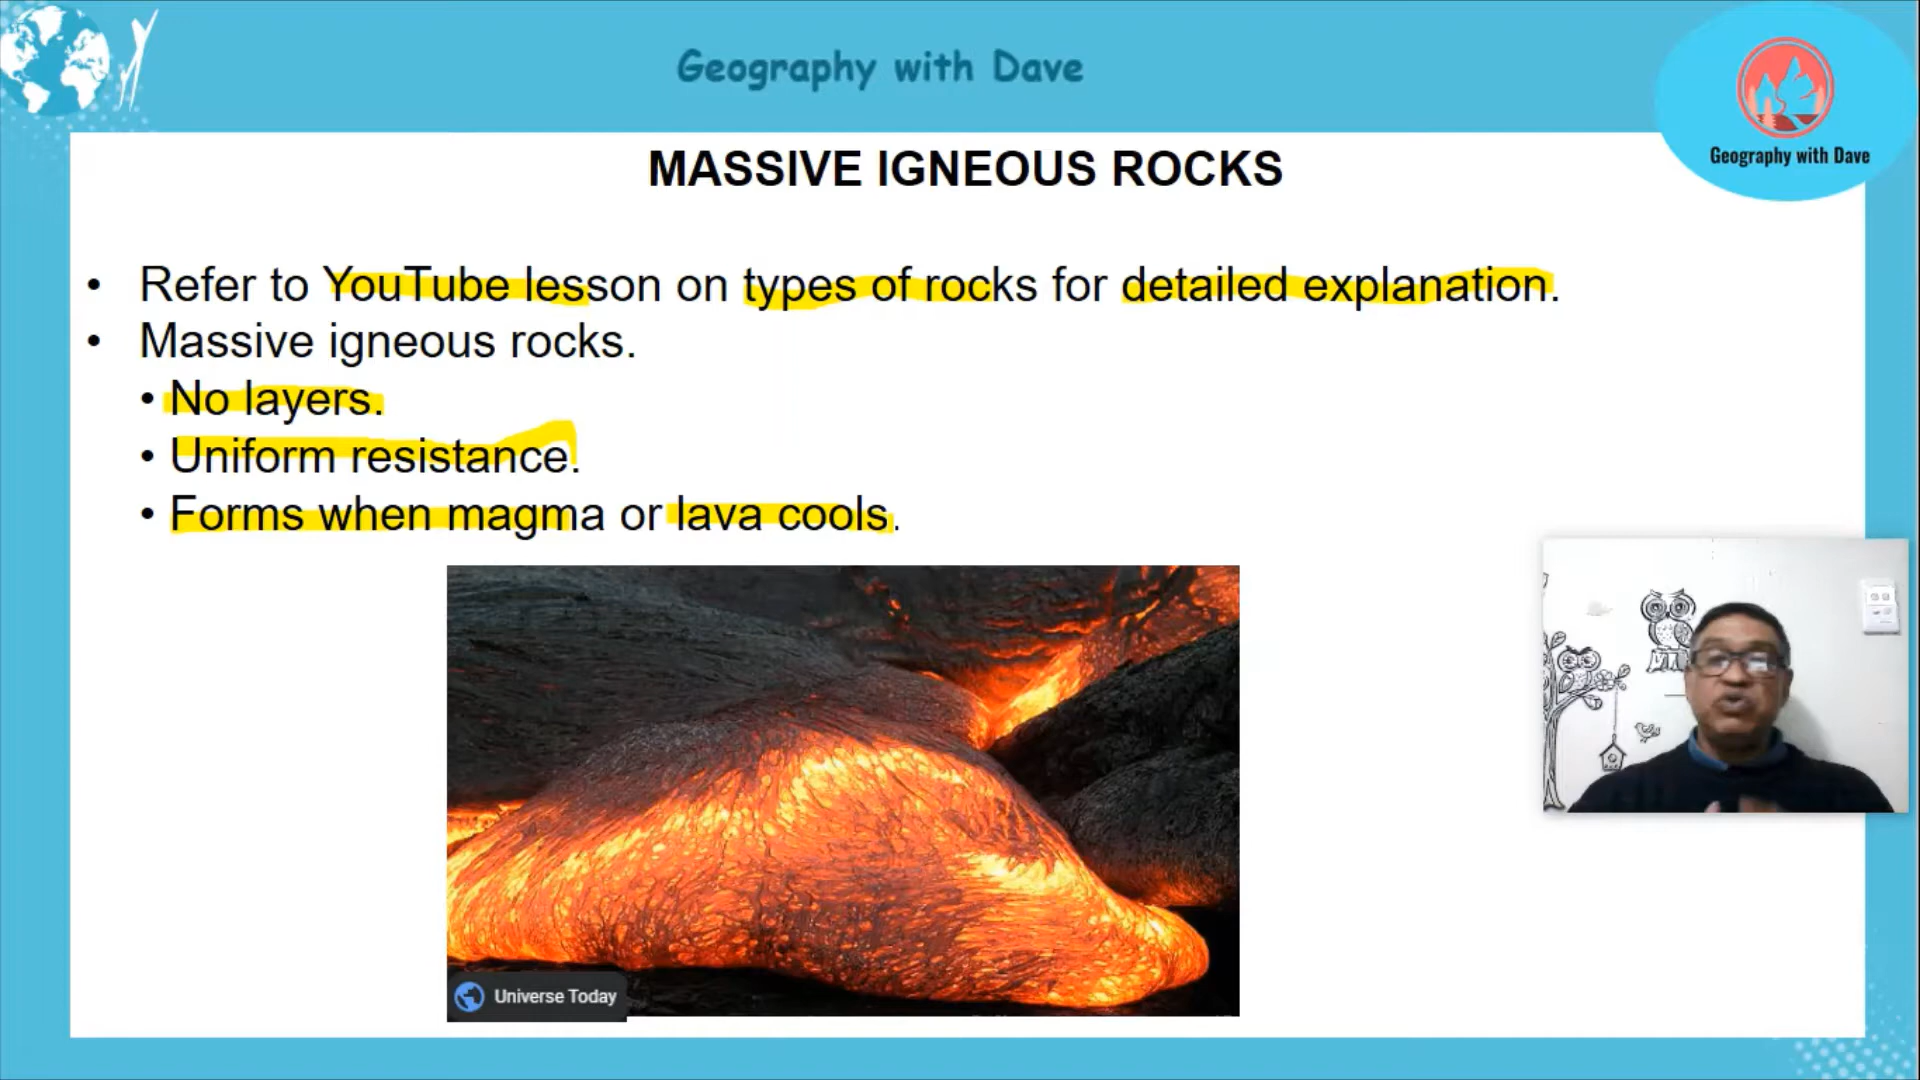 Geography with Dave
Geography with Dave
MASSIVE IGNEOUS ROCKS
• Refer to YouTube lesson on types of rocks for detailed explanation.
• Massive igneous rocks.
• No layers.
• Uniform resistance.
• Forms when magma or lava cools.
Universe Today